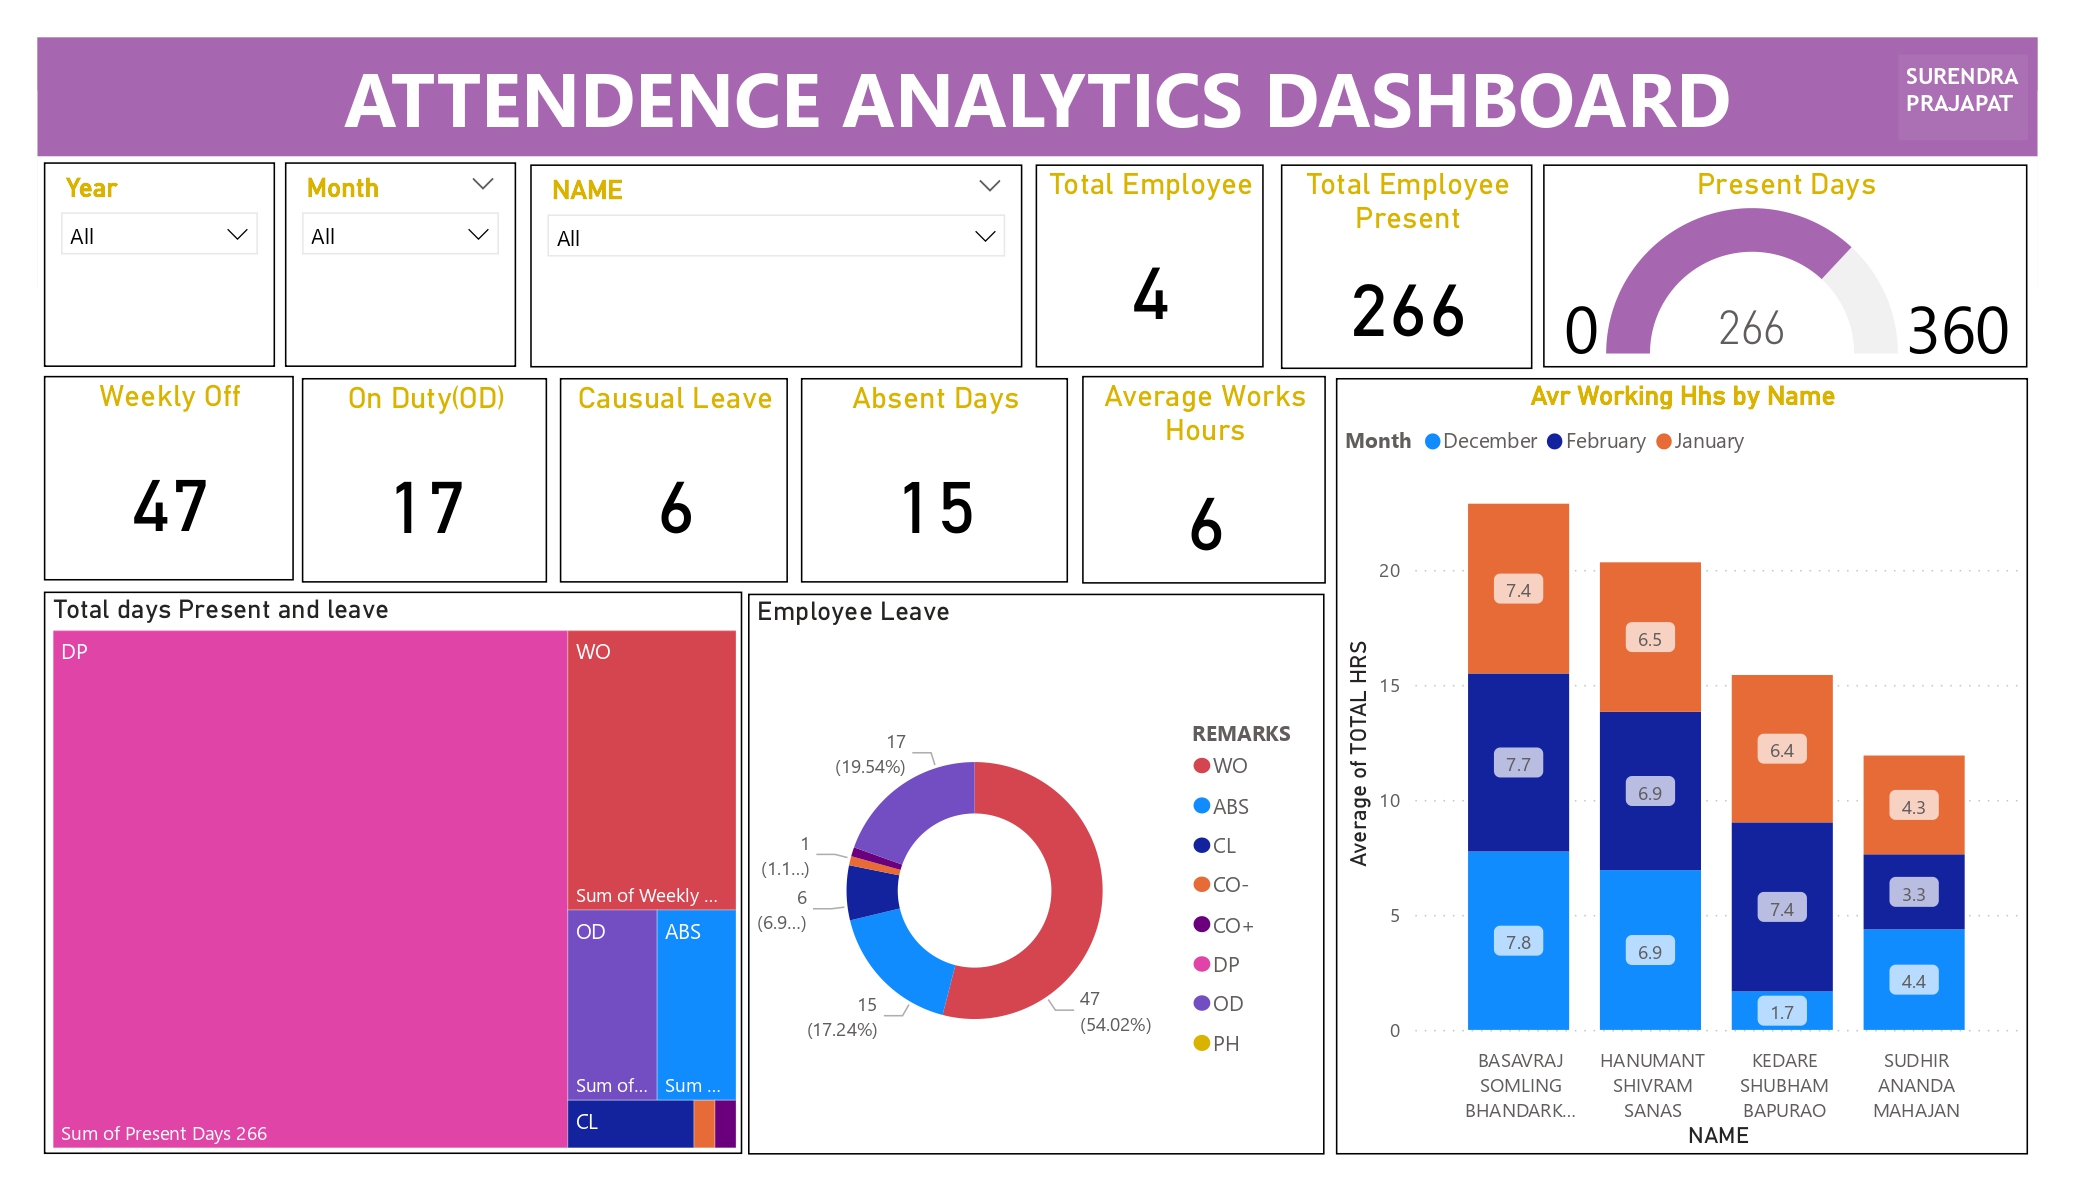 ATTENDENCE ANALYTICS DASHBOARD
SURENDRA
PRAJAPAT
Year
All
Month
All
NAME
All
Total Employee
4
Total Employee
Present
266
Present Days
0
266
360
Weekly Off
47
On Duty(OD)
17
Causual Leave
6
Absent Days
15
Average Works
Hours
6
Total days Present and leave
DP
Sum of Present Days 266
WO
Sum of Weekly ...
OD
Sum of...
ABS
Sum ...
CL
Employee Leave
17
(19.54%)
1
(1.1...)
6
(6.9...)
15
(17.24%)
47
(54.02%)
REMARKS
WO
ABS
CL
CO-
CO+
DP
OD
PH
Avr Working Hhs by Name
Month December February January
Average of TOTAL HRS
20
15
10
5
0
7.4
7.7
7.8
6.5
6.9
6.9
6.4
7.4
1.7
4.3
3.3
4.4
BASAVRAJ
SOMLING
BHANDARK...
HANUMANT
SHIVRAM
SANAS
KEDARE
SHUBHAM
BAPURAO
SUDHIR
ANANDA
MAHAJAN
NAME